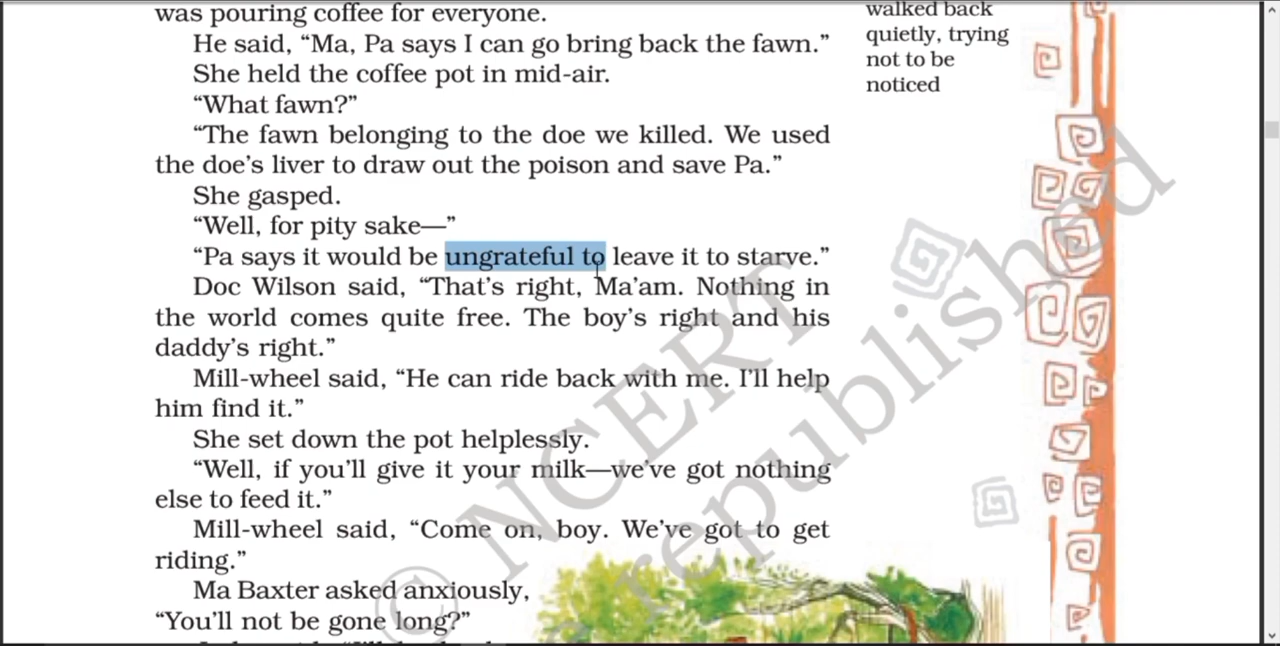 was pouring coffee for everyone.
He said, “Ma, Pa says I can go bring back the fawn.”
She held the coffee pot in mid-air.
“What fawn?”
“The fawn belonging to the doe we killed. We used
the doe’s liver to draw out the poison and save Pa.”
She gasped.
“Well, for pity sake—”
“Pa says it would be ungrateful to leave it to starve.”
Doc Wilson said, “That’s right, Ma’am. Nothing in
the world comes quite free. The boy’s right and his
daddy’s right.”
Mill-wheel said, “He can ride back with me. I’ll help
him find it.”
She set down the pot helplessly.
“Well, if you’ll give it your milk—we’ve got nothing
else to feed it.”
Mill-wheel said, “Come on, boy. We’ve got to get
riding.”
Ma Baxter asked anxiously,
“You’ll not be gone long?”
walked back
quietly, trying
not to be
noticed
© NCERT
republished